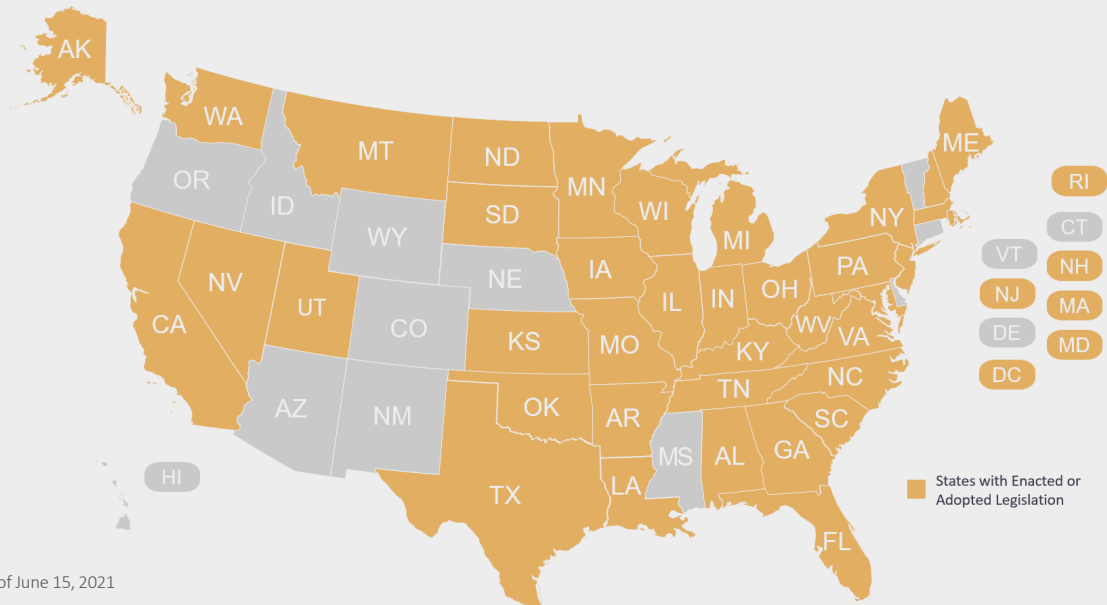 AK
WA
MT
ND
MN
ME
OR
ID
SD
WI
MI
NY
RI
WY
CT
NE
IA
PA
VT
NH
NV
UT
CO
IL
IN
OH
NJ
MA
CA
KS
MO
KY
WV
VA
DE
MD
AZ
NM
OK
AR
TN
NC
DC
SC
HI
TX
LA
MS
AL
GA
FL
States with Enacted or
Adopted Legislation
of June 15, 2021